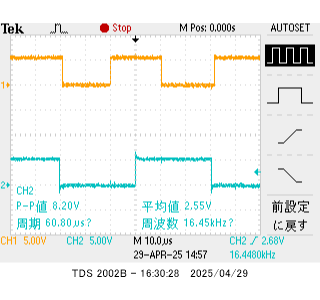 Tek Stop M Pos: 0.000s AUTOSET
1
2
CH2
P-P値 8.20V 平均値 2.55V
周期 60.80µs? 周波数 16.45kHz?
前設定
に戻す
CH1 5.00V CH2 5.00V M 10.0µs CH2 / 2.68V
29-APR-25 14:57 16.4480kHz
TDS 2002B - 16:30:28 2025/04/29